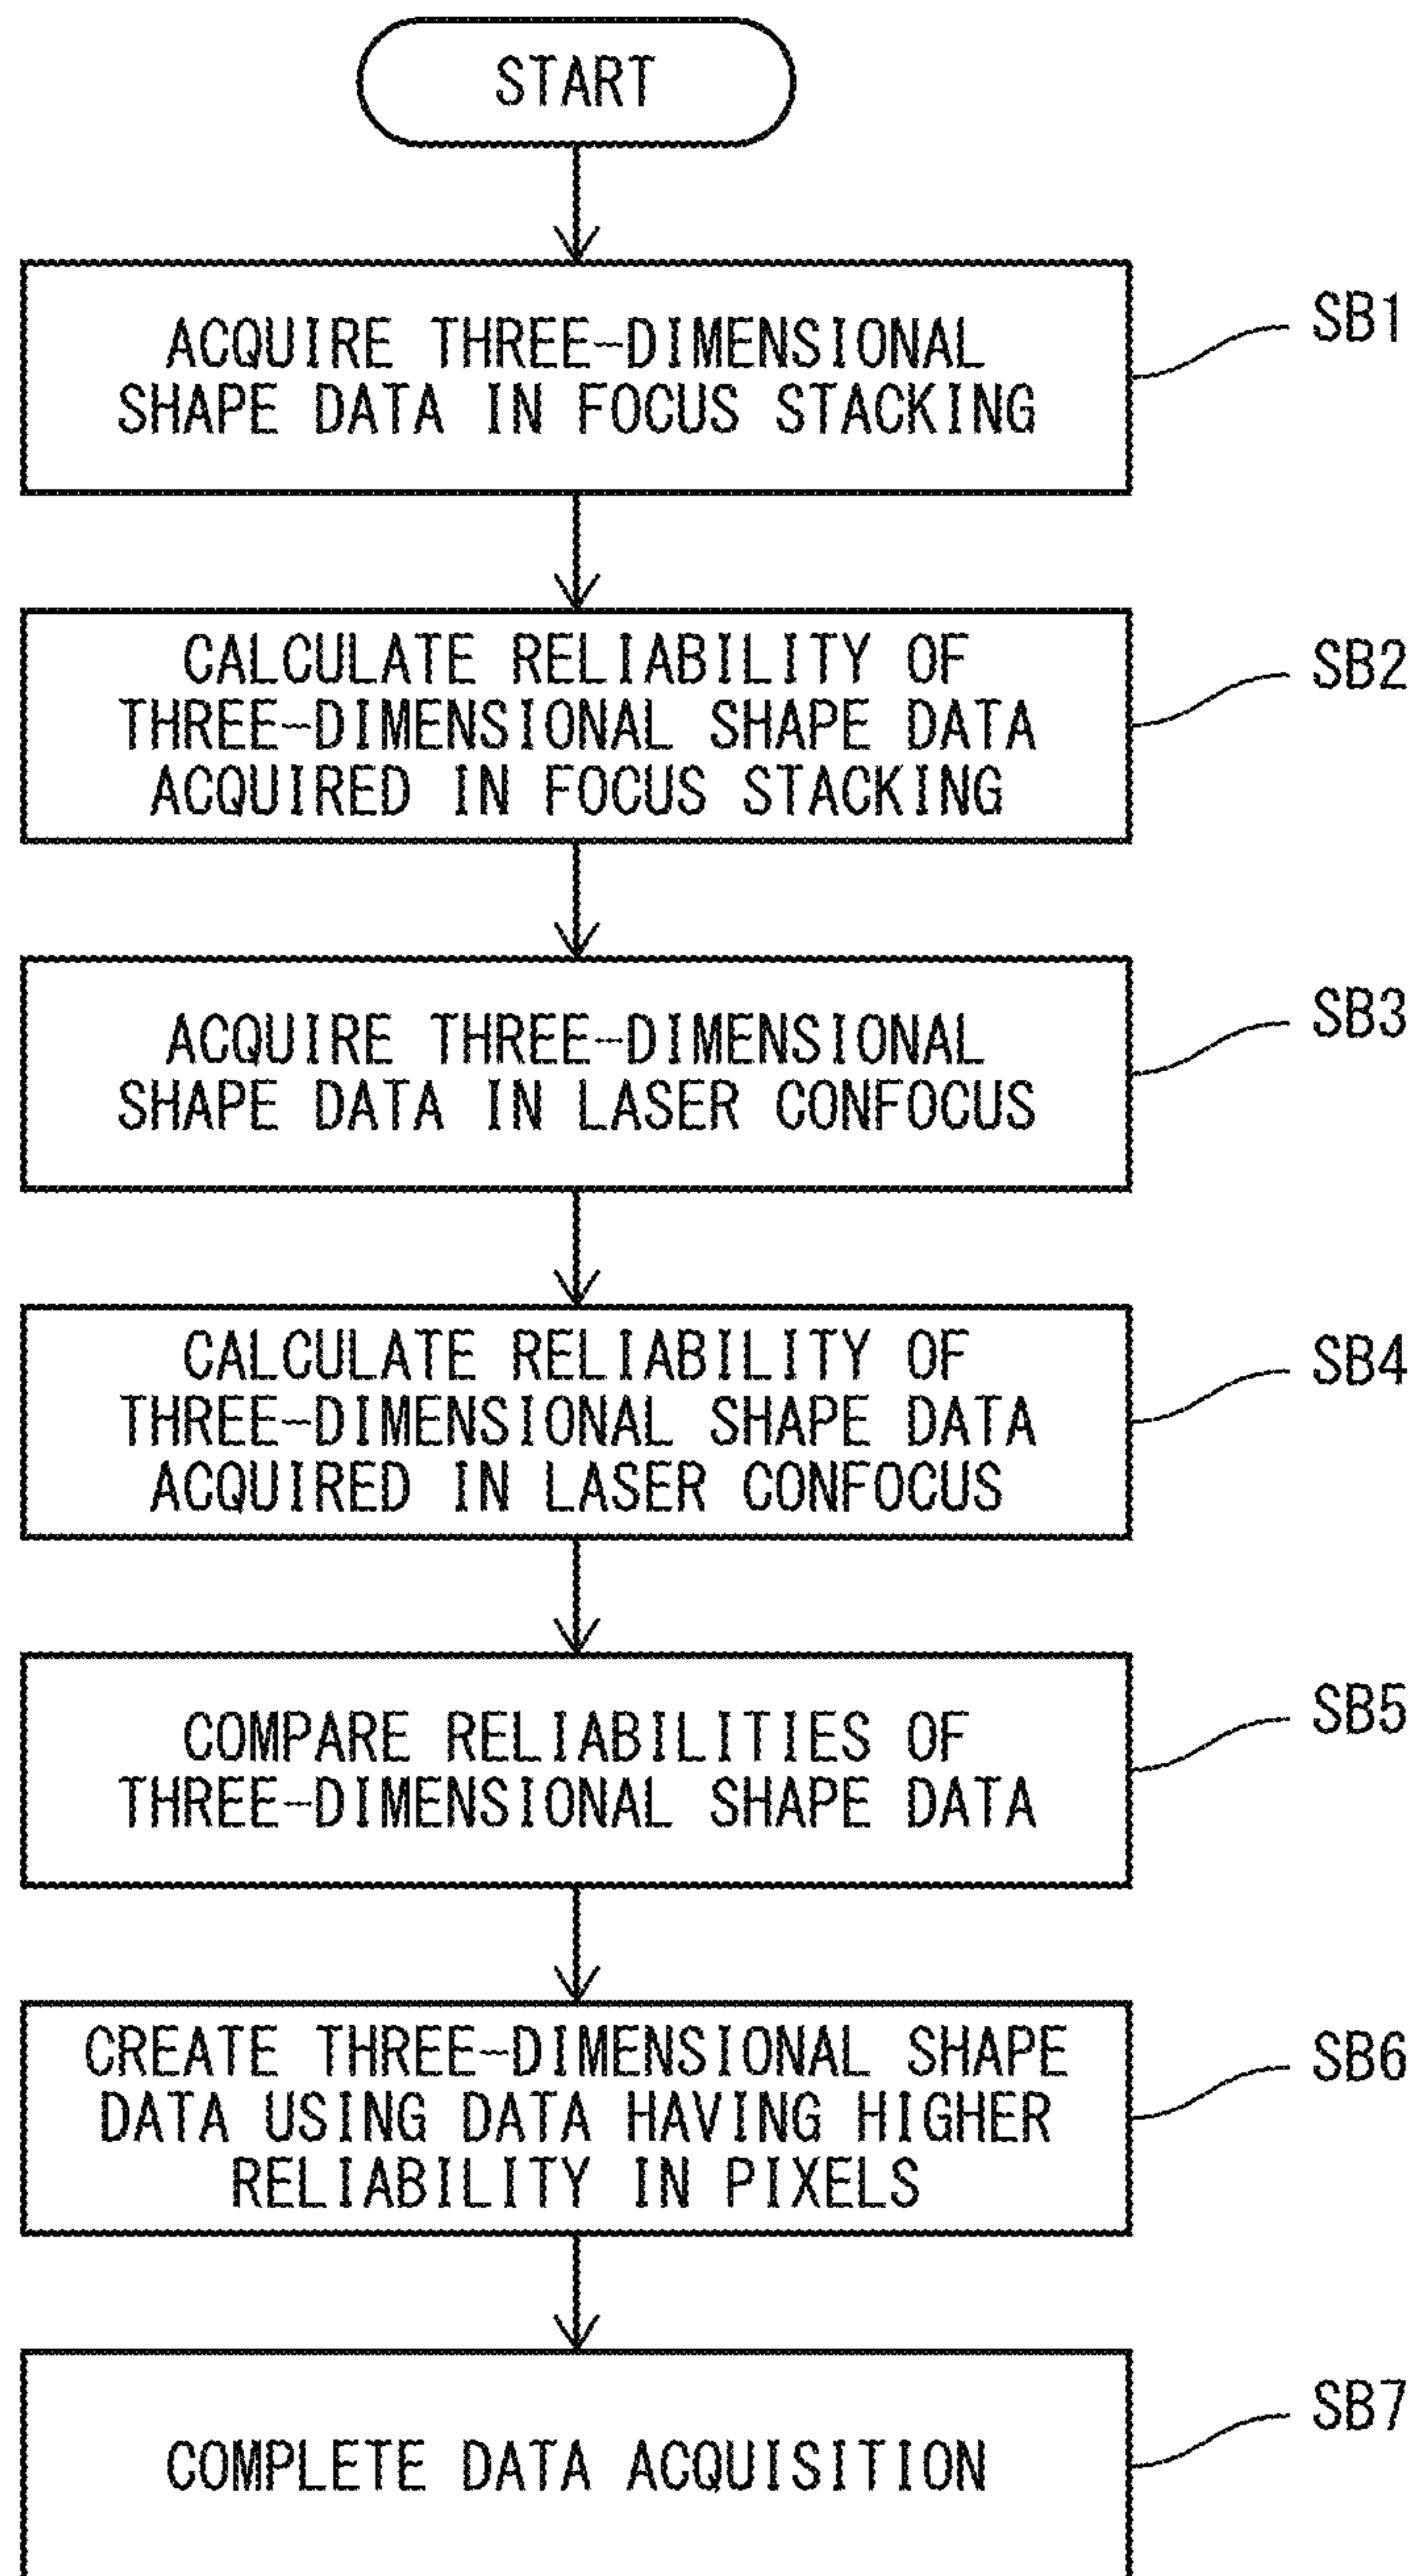 START
ACQUIRE THREE-DIMENSIONAL
SHAPE DATA IN FOCUS STACKING
SB1
CALCULATE RELIABILITY OF
THREE-DIMENSIONAL SHAPE DATA
ACQUIRED IN FOCUS STACKING
SB2
ACQUIRE THREE-DIMENSIONAL
SHAPE DATA IN LASER CONFOCUS
SB3
CALCULATE RELIABILITY OF
THREE-DIMENSIONAL SHAPE DATA
ACQUIRED IN LASER CONFOCUS
SB4
COMPARE RELIABILITIES OF
THREE-DIMENSIONAL SHAPE DATA
SB5
CREATE THREE-DIMENSIONAL SHAPE
DATA USING DATA HAVING HIGHER
RELIABILITY IN PIXELS
SB6
COMPLETE DATA ACQUISITION
SB7